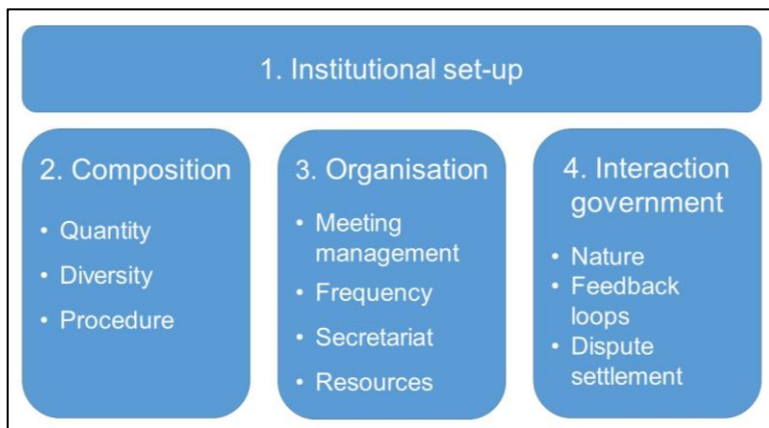 1. Institutional set-up
2. Composition
• Quantity
• Diversity
• Procedure
3. Organisation
• Meeting
management
• Frequency
• Secretariat
• Resources
4. Interaction
government
• Nature
• Feedback
loops
• Dispute
settlement